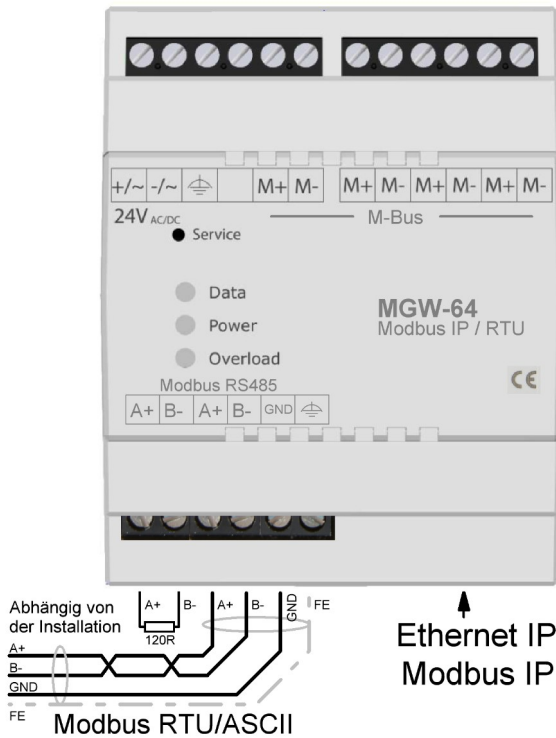 +/~ -/~ M+ M- M+ M- M+ M- M+ M-
24V AC/DC M-Bus
Service
Data
Power
Overload
MGW-64
Modbus IP / RTU
CE
Modbus RS485
A+ B- A+ B- GND
Abhängig von
der Installation
A+ B- A+ B- GND FE
120R
A+
B-
GND
FE
Modbus RTU/ASCII
Ethernet IP
Modbus IP